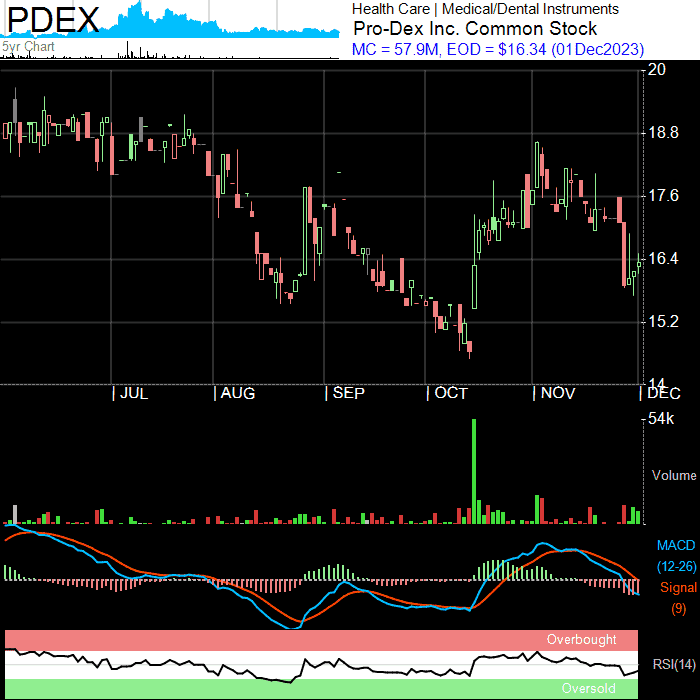 PDEX
5yr Chart
Health Care | Medical/Dental Instruments
Pro-Dex Inc. Common Stock
MC = 57.9M, EOD = $16.34 (01Dec2023)
20
18.8
17.6
16.4
15.2
14
JUL
AUG
SEP
OCT
NOV
DEC
54k
Volume
MACD
(12-26)
Signal
(9)
Overbought
RSI(14)
Oversold